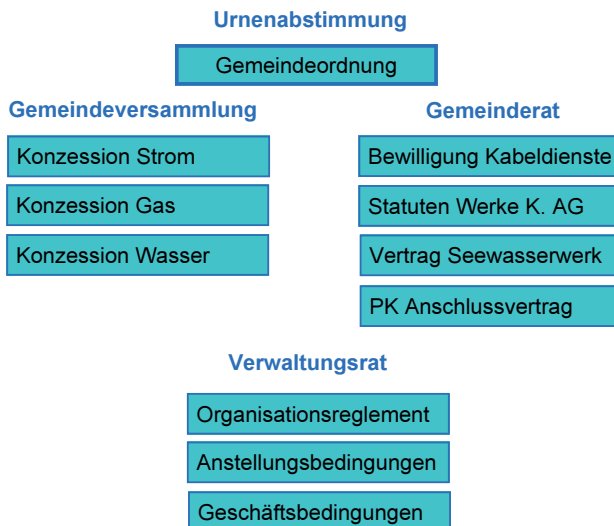 Urnenabstimmung
Gemeindeordnung
Gemeindeversammlung
Konzession Strom
Konzession Gas
Konzession Wasser
Gemeinderat
Bewilligung Kabeldienste
Statuten Werke K. AG
Vertrag Seewasserwerk
PK Anschlussvertrag
Verwaltungsrat
Organisationsreglement
Anstellungsbedingungen
Geschäftsbedingungen